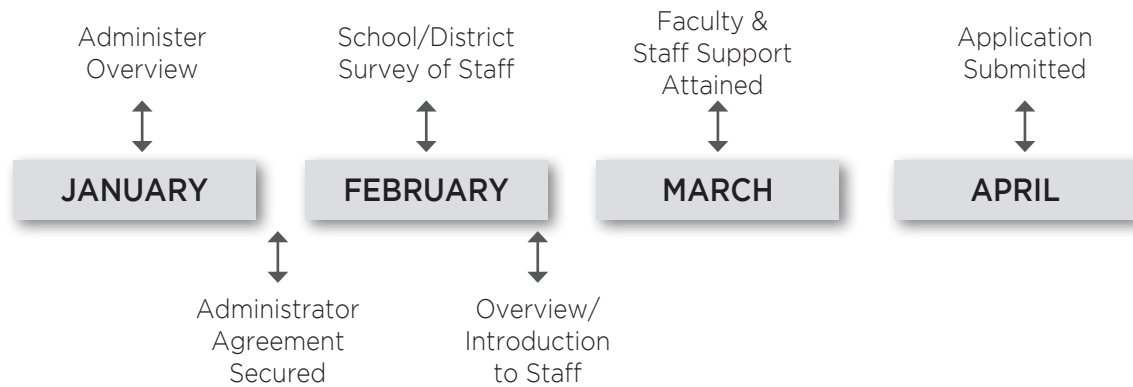 Administer
Overview
School/District
Survey of Staff
Faculty &
Staff Support
Attained
Application
Submitted
JANUARY
FEBRUARY
MARCH
APRIL
Administrator
Agreement
Secured
Overview/
Introduction
to Staff